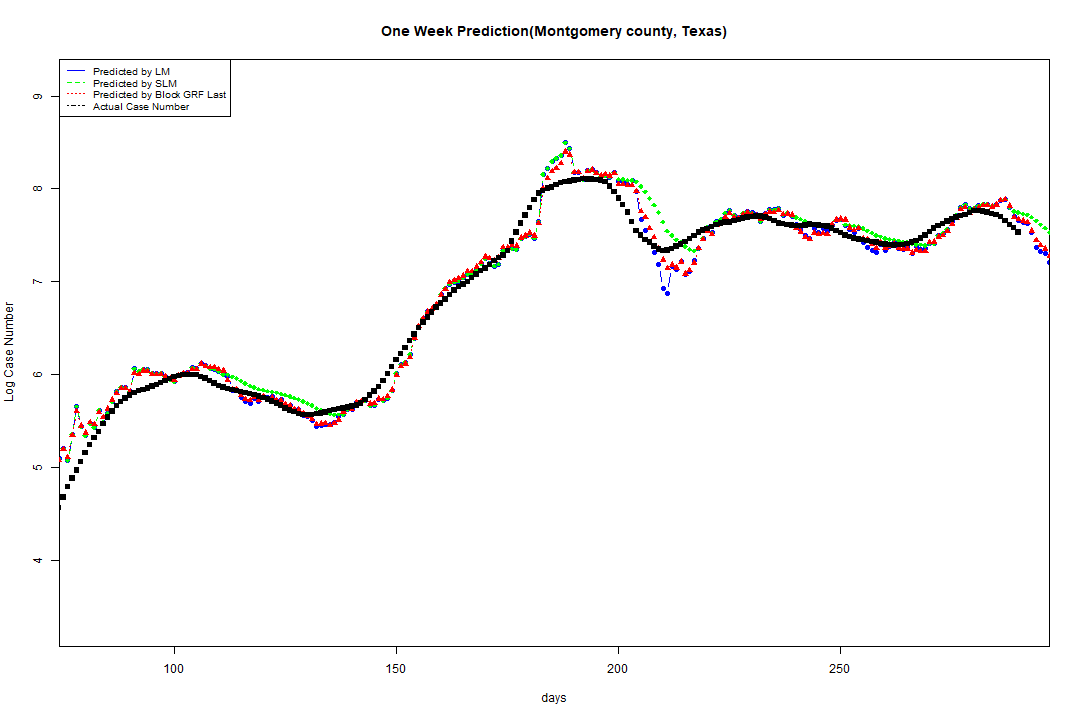 One Week Prediction(Montgomery county, Texas)
Predicted by LM
Predicted by SLM
Predicted by Block GRF Last
Actual Case Number
9
8
7
6
5
4
Log Case Number
100 150 200 250
days